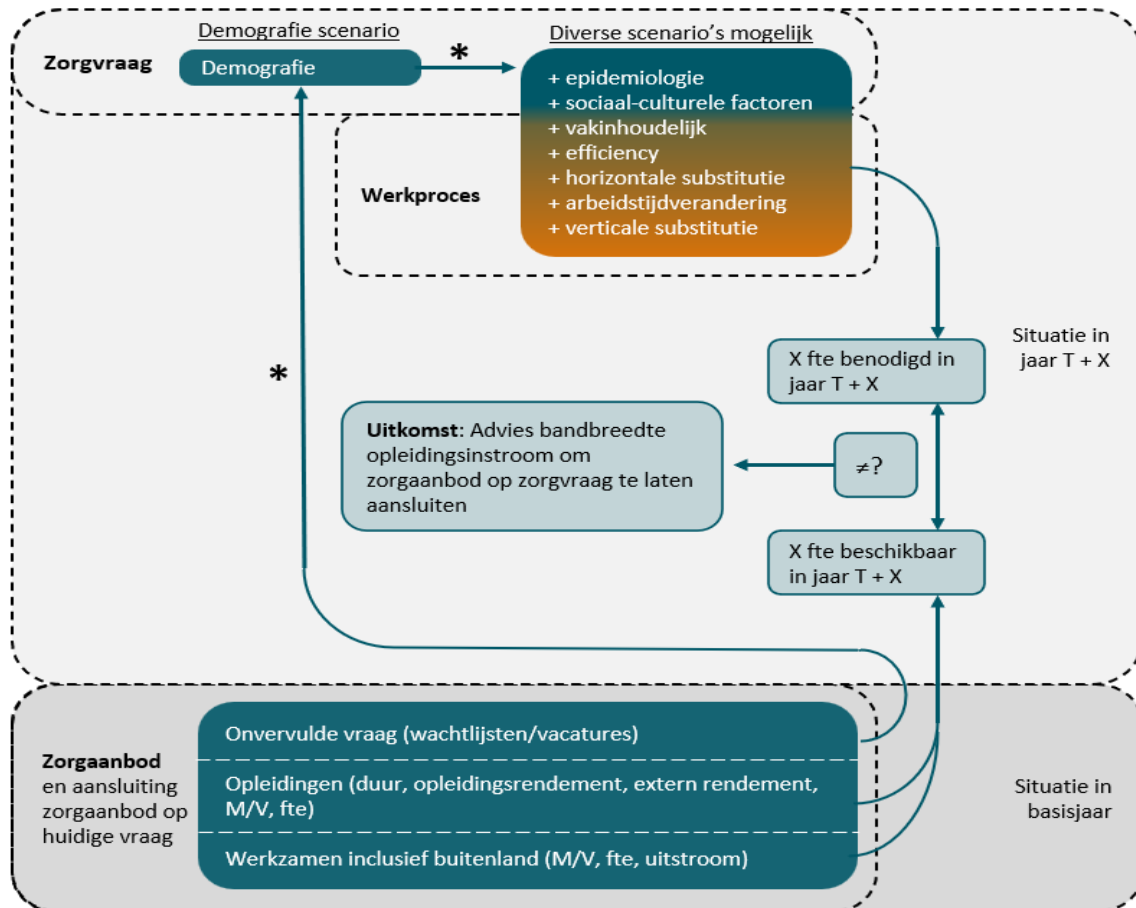 Demografie scenario
Diverse scenario's mogelijk
Zorgvraag
Demografie
*
+ epidemiologie
+ sociaal-culturele factoren
+ vakinhoudelijk
+ efficiency
+ horizontale substitutie
+ arbeidstijdverandering
+ verticale substitutie
Werkproces
*
Situatie in
jaar T + X
X fte benodigd in
jaar T + X
Uitkomst: Advies bandbreedte
opleidingsinstroom om
zorgaanbod op zorgvraag te laten
aansluiten
≠?
X fte beschikbaar
in jaar T + X
Zorgaanbod
en aansluiting
zorgaanbod op
huidige vraag
Onvervulde vraag (wachtlijsten/vacatures)
Opleidingen (duur, opleidingsrendement, extern rendement,
M/V, fte)
Werkzamen inclusief buitenland (M/V, fte, uitstroom)
Situatie in
basisjaar